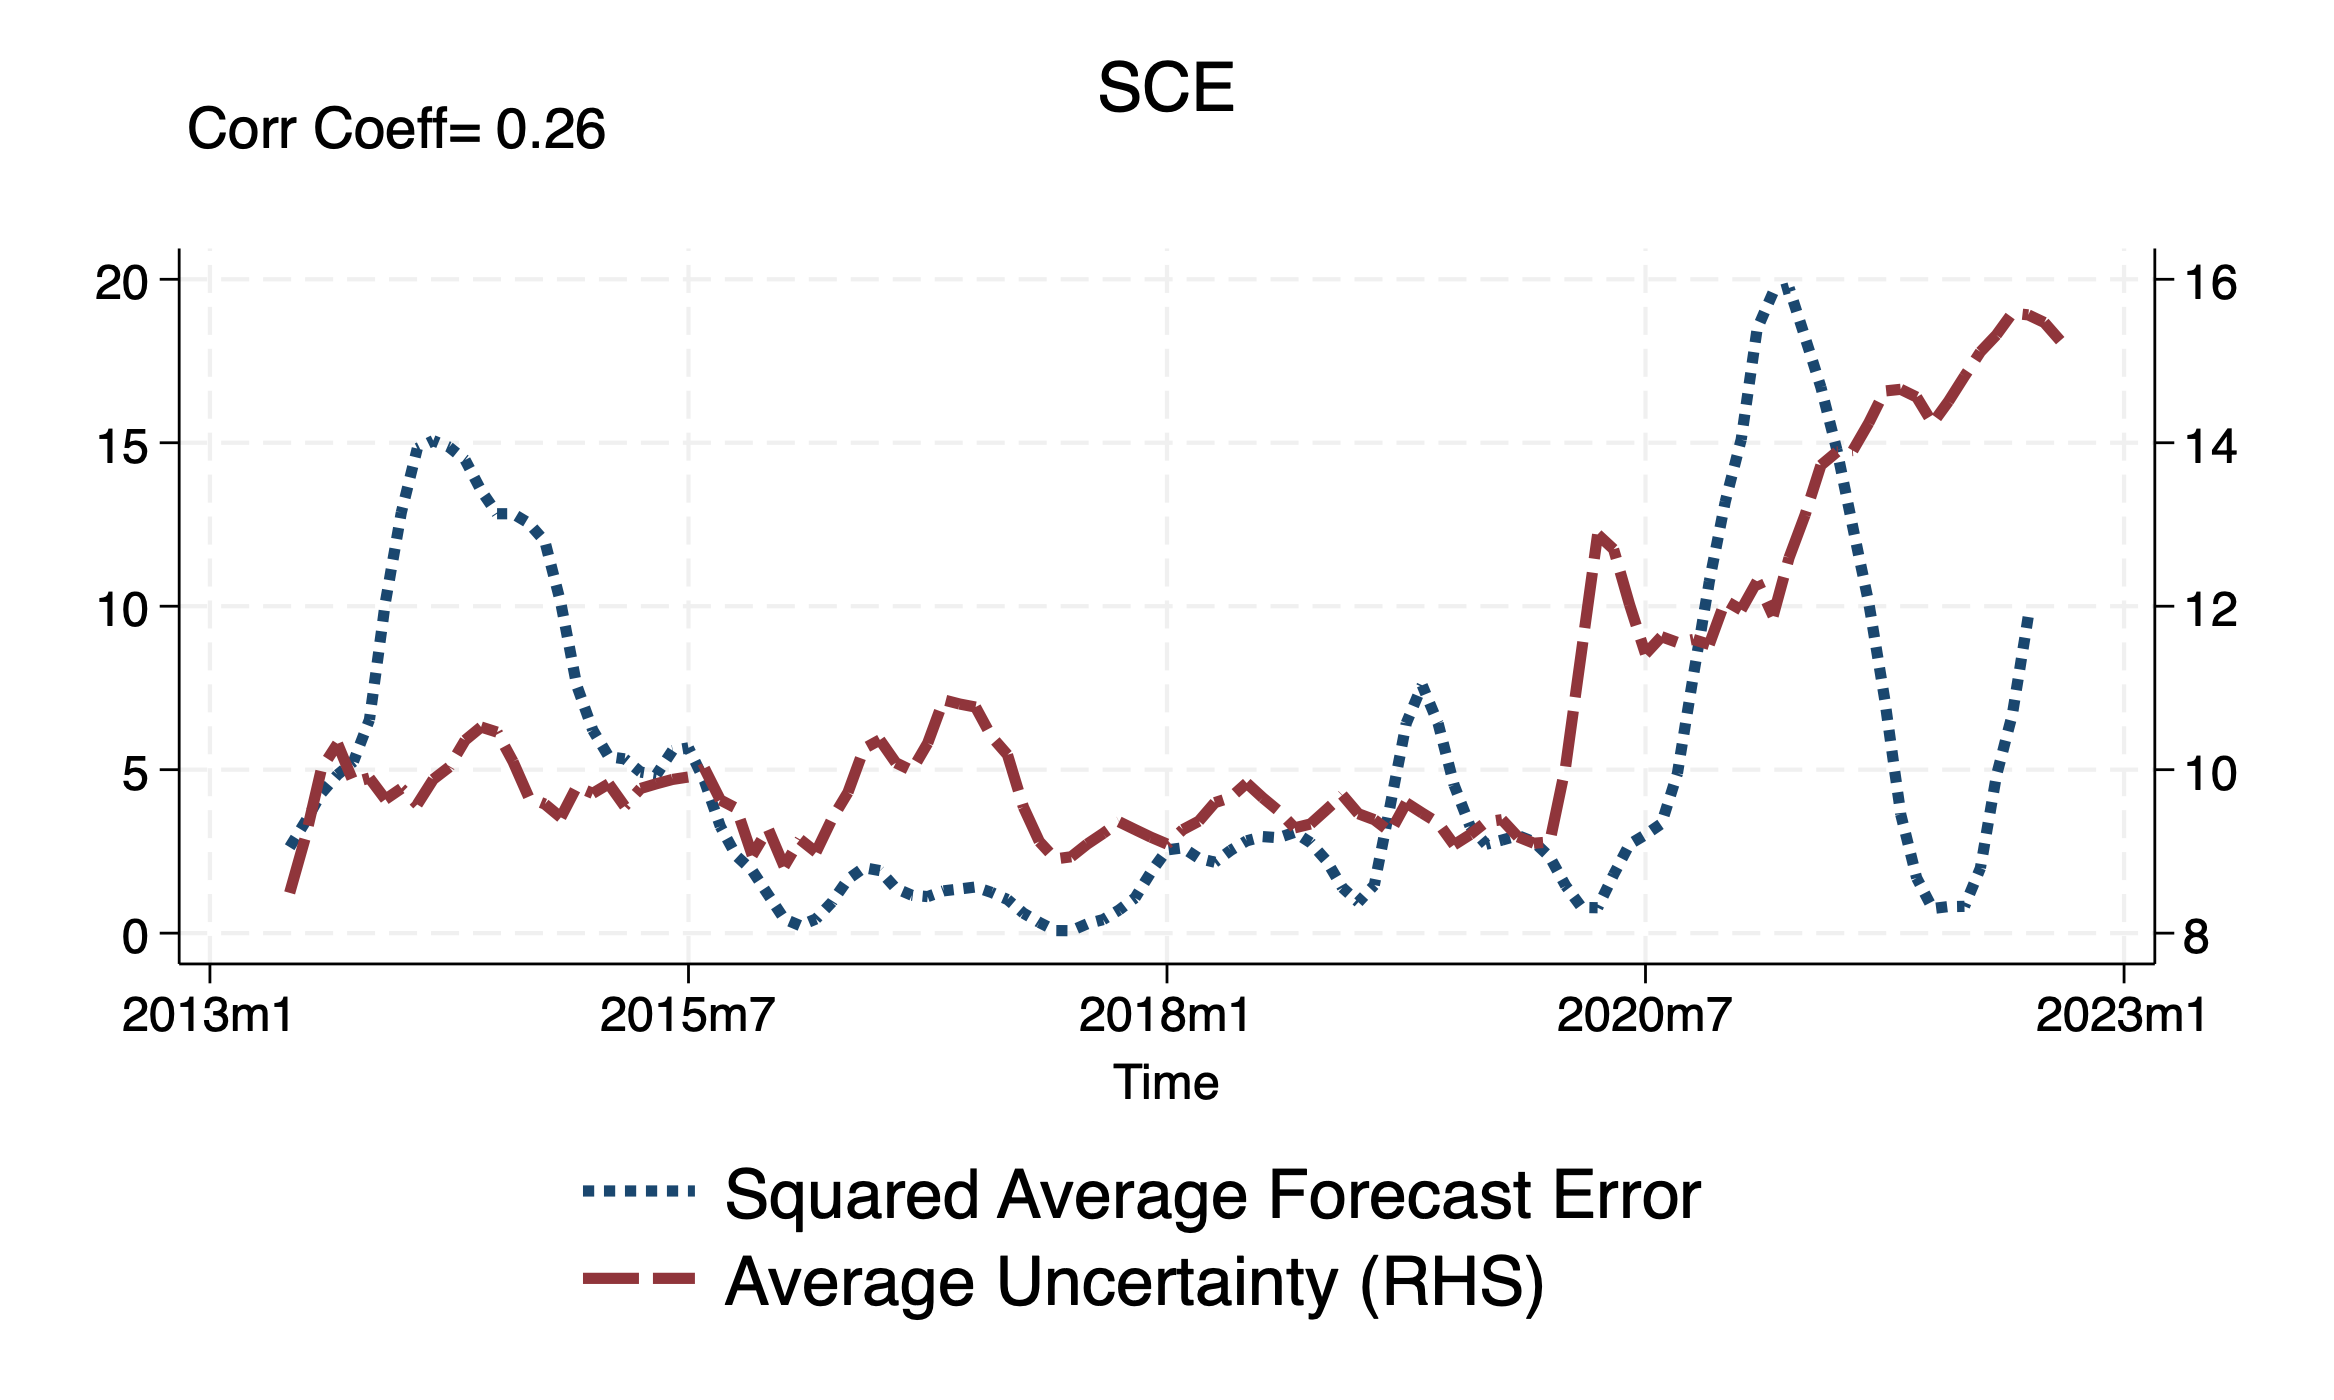 SCE
Corr Coeff= 0.26
20
15
10
5
0
16
14
12
10
8
2013m1 2015m7 2018m1 2020m7 2023m1
Time
Squared Average Forecast Error
Average Uncertainty (RHS)